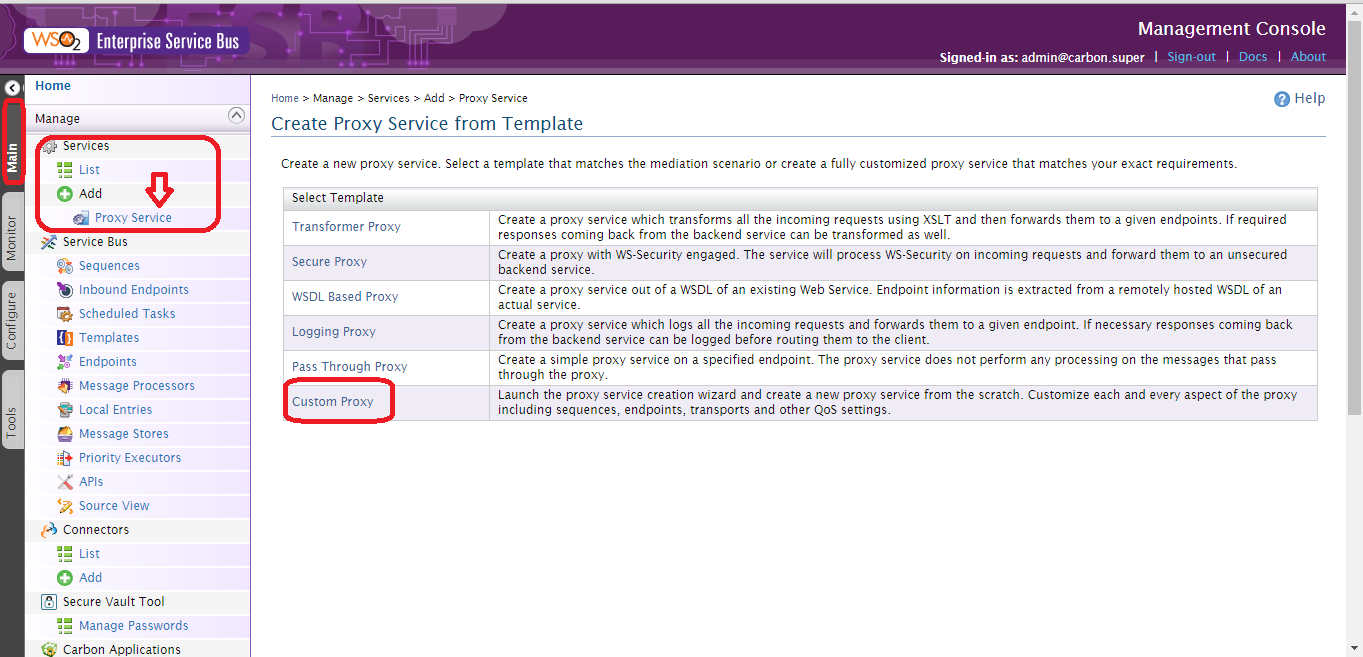 WSO2 Enterprise Service Bus
Management Console
Signed-in as: admin@carbon.super | Sign-out | Docs | About
Main
Monitor
Configure
Tools
Home
Manage
Services
List
Add
Proxy Service
Service Bus
Sequences
Inbound Endpoints
Scheduled Tasks
Templates
Endpoints
Message Processors
Local Entries
Message Stores
Priority Executors
APIs
Source View
Connectors
List
Add
Secure Vault Tool
Manage Passwords
Carbon Applications
Home > Manage > Services > Add > Proxy Service
Help
Create Proxy Service from Template
Create a new proxy service. Select a template that matches the mediation scenario or create a fully customized proxy service that matches your exact requirements.
Select Template
Transformer Proxy
Create a proxy service which transforms all the incoming requests using XSLT and then forwards them to a given endpoints. If required
responses coming back from the backend service can be transformed as well.
Secure Proxy
Create a proxy with WS-Security engaged. The service will process WS-Security on incoming requests and forward them to an unsecured
backend service.
WSDL Based Proxy
Create a proxy service out of a WSDL of an existing Web Service. Endpoint information is extracted from a remotely hosted WSDL of an
actual service.
Logging Proxy
Create a proxy service which logs all the incoming requests and forwards them to a given endpoint. If necessary responses coming back
from the backend service can be logged before routing them to the client.
Pass Through Proxy
Create a simple proxy service on a specified endpoint. The proxy service does not perform any processing on the messages that pass
through the proxy.
Custom Proxy
Launch the proxy service creation wizard and create a new proxy service from the scratch. Customize each and every aspect of the proxy
including sequences, endpoints, transports and other QoS settings.